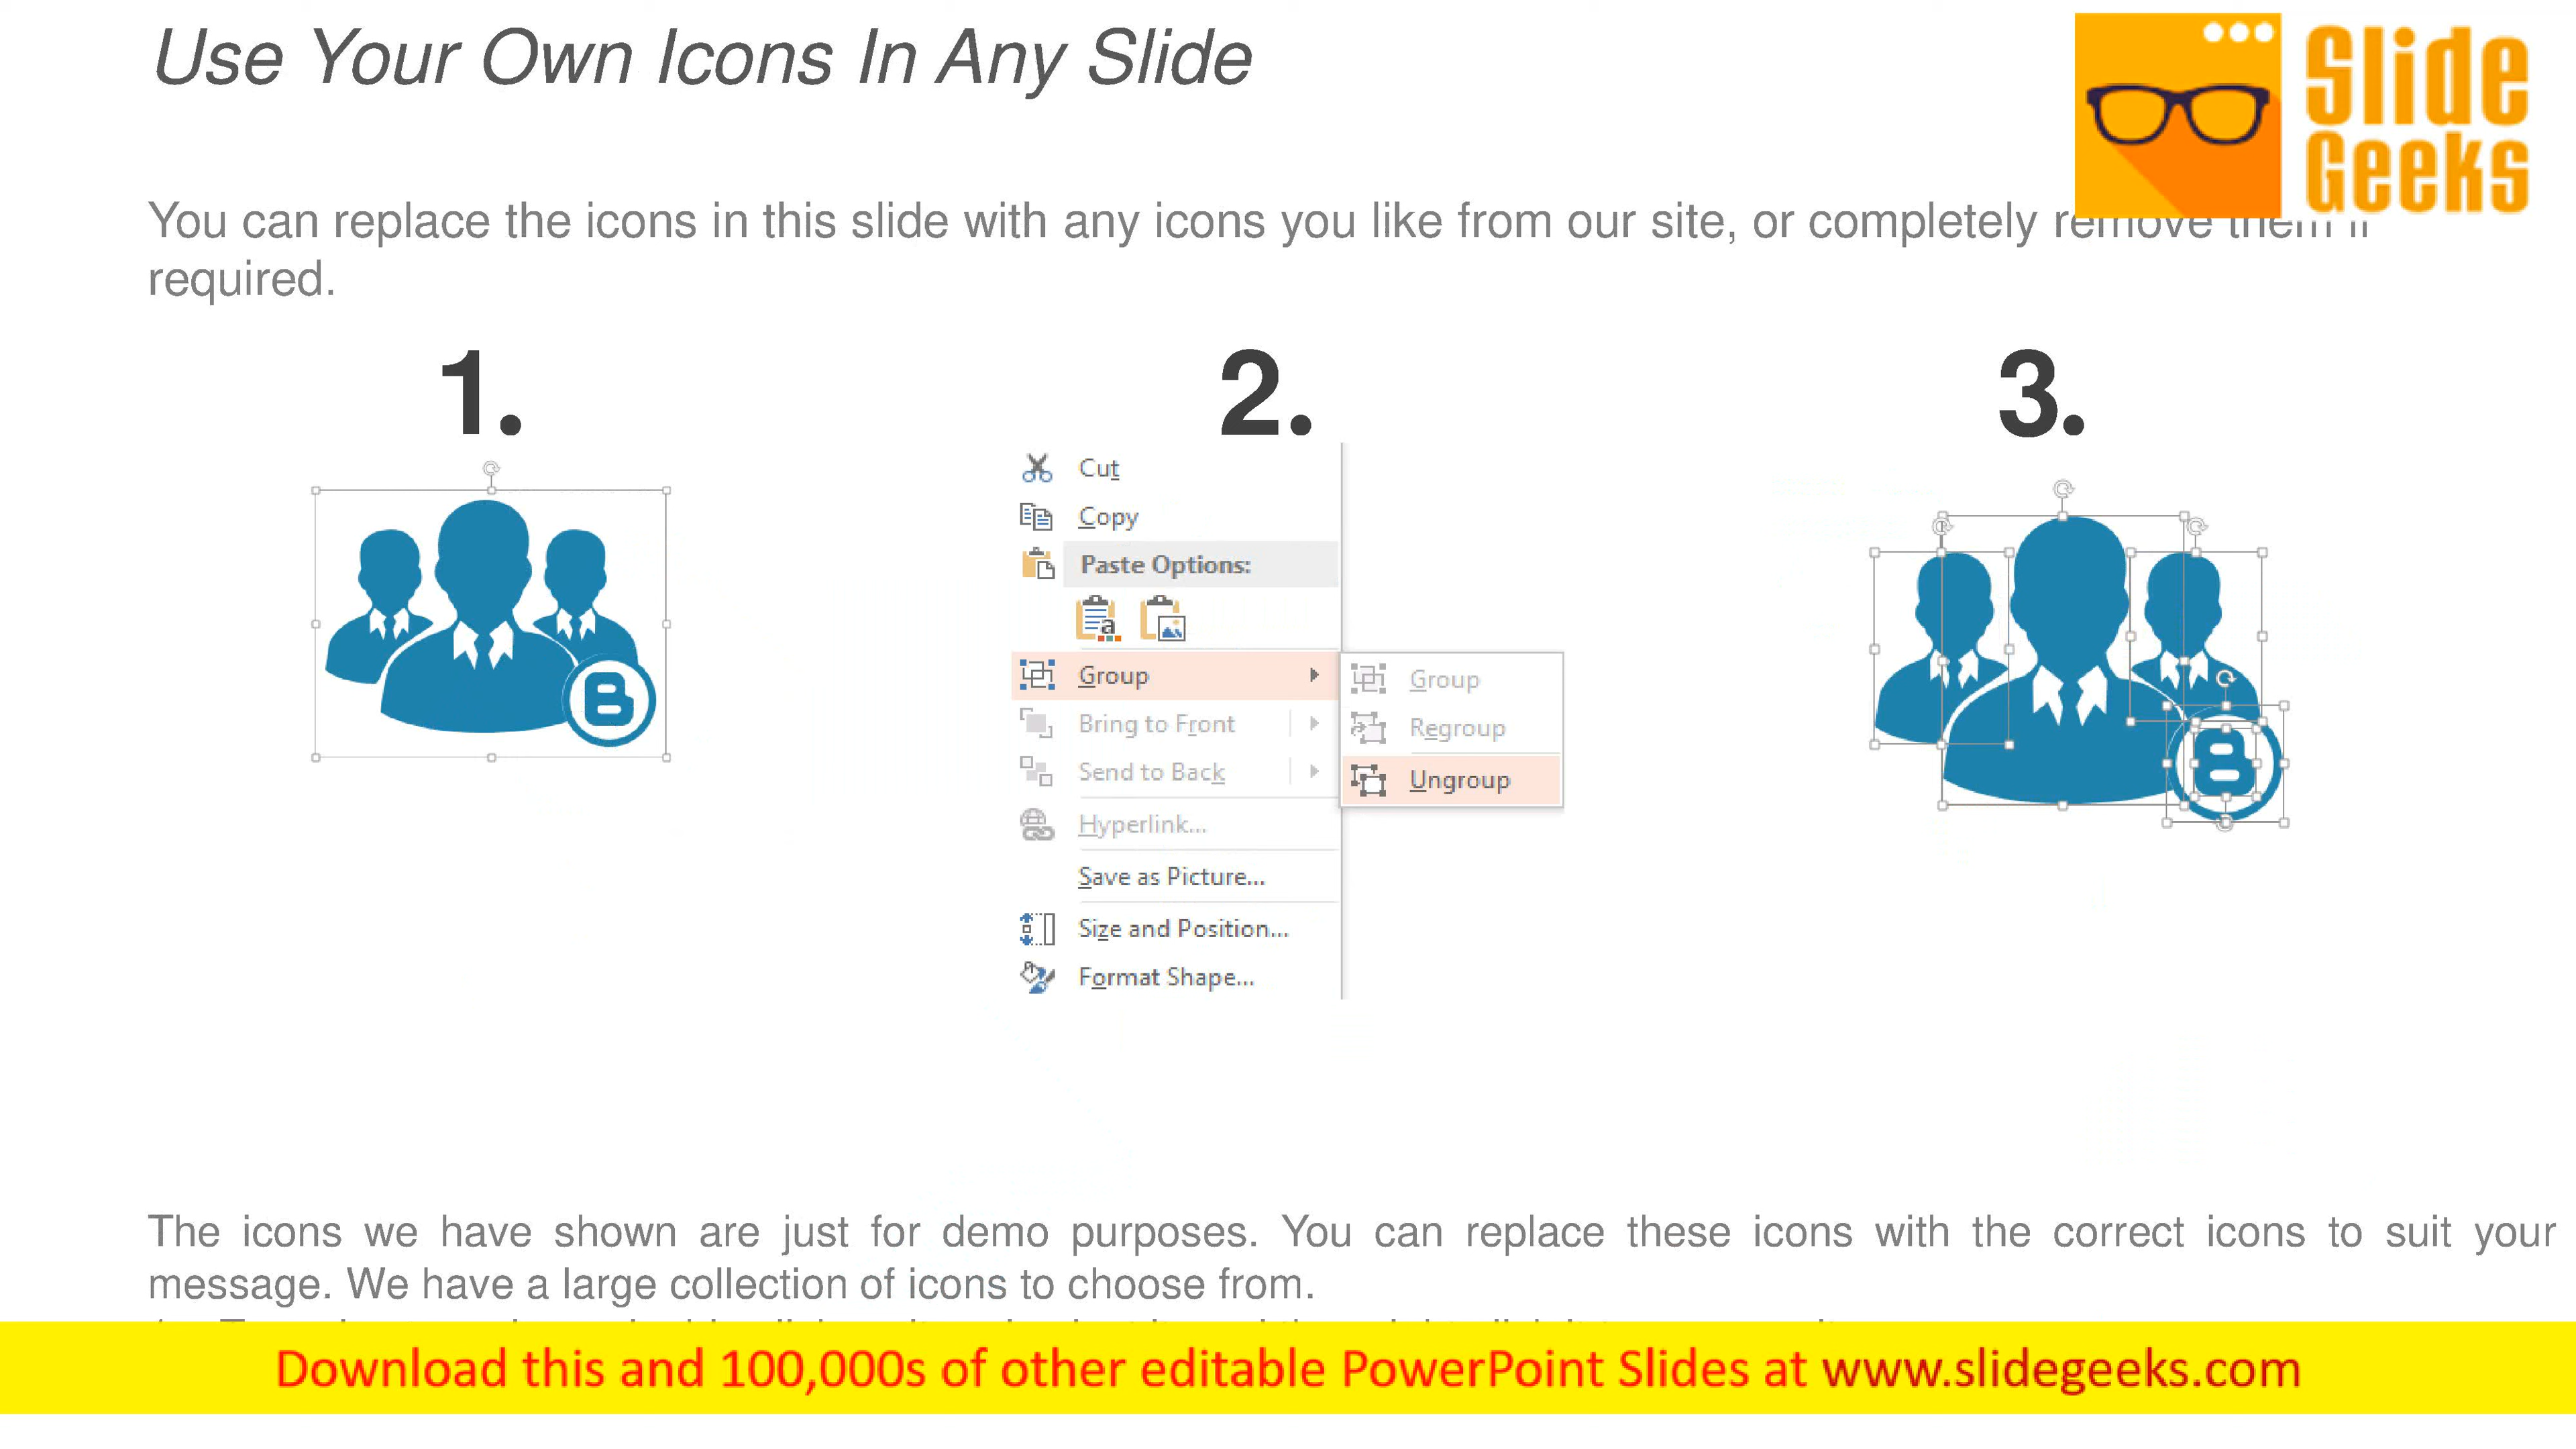 Use Your Own Icons In Any Slide
Slide
Geeks
You can replace the icons in this slide with any icons you like from our site, or completely remove them if
required.
1.
2.
3.
Cut
Copy
Paste Options:
Group
Bring to Front
Send to Back
Hyperlink...
Save as Picture...
Size and Position...
Format Shape...
Group
Regroup
Ungroup
The icons we have shown are just for demo purposes. You can replace these icons with the correct icons to suit your
message. We have a large collection of icons to choose from.
Download this and 100,000s of other editable PowerPoint Slides at www.slidegeeks.com